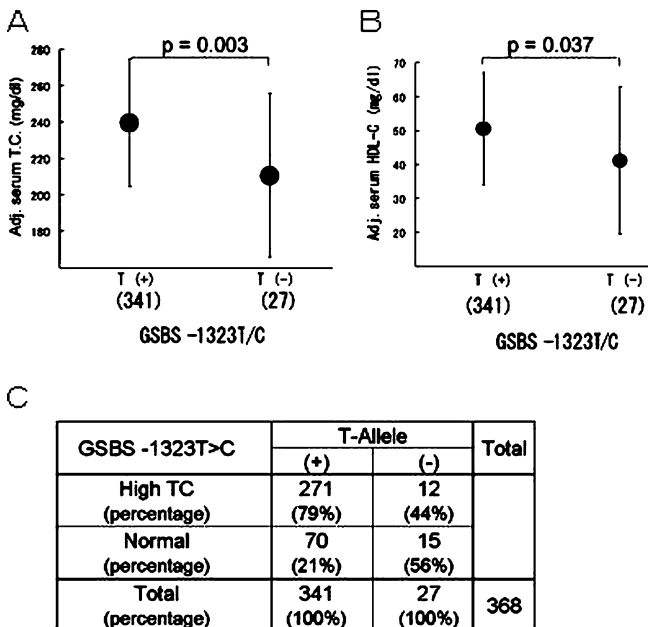 A
p = 0.003
280
260
240
220
200
180
Adj. serum T.C. (mg/dl)
T (+)
T (-)
(341)
(27)
GSBS -1323T/C
B
p = 0.037
70
60
50
40
30
20
Adj. serum HDL-C (mg/dl)
T (+)
T (-)
(341)
(27)
GSBS -1323T/C
C
GSBS -1323T>C
T-Allele
Total
(+)
(-)
High TC
271
12
(percentage)
(79%)
(44%)
Normal
70
15
(percentage)
(21%)
(56%)
Total
341
27
368
(percentage)
(100%)
(100%)